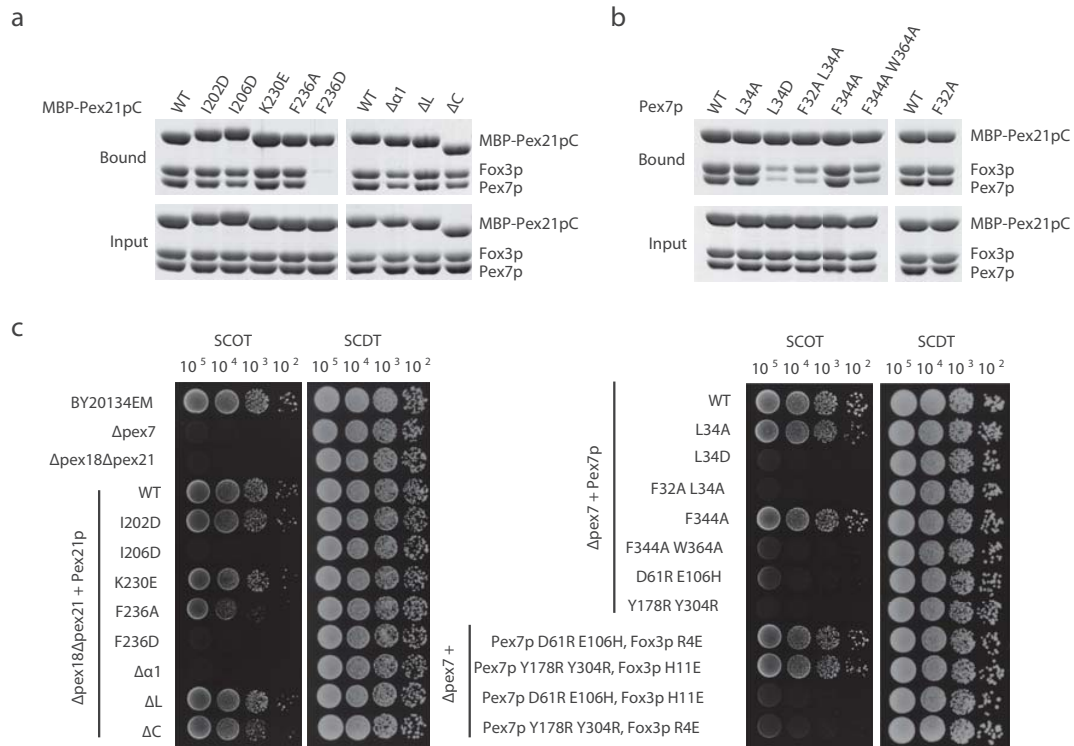 a
MBP-Pex21pC
WT I202D I206D K230E F236A F236D
WT Δα1 ΔL ΔC
Bound
MBP-Pex21pC
Fox3p
Pex7p
Input
MBP-Pex21pC
Fox3p
Pex7p
b
Pex7p
WT L34A L34D F32A L34A F344A F344A W364A
WT F32A
Bound
MBP-Pex21pC
Fox3p
Pex7p
Input
MBP-Pex21pC
Fox3p
Pex7p
c
SCOT SCDT
10 5 10 4 10 3 10 2 10 5 10 4 10 3 10 2
BY20134EM
Δpex7
Δpex18Δpex21
Δpex18Δpex21 + Pex21p
WT
I202D
I206D
K230E
F236A
F236D
Δα1
ΔL
ΔC
SCOT SCDT
10 5 10 4 10 3 10 2 10 5 10 4 10 3 10 2
Δpex7 + Pex7p
WT
L34A
L34D
F32A L34A
F344A
F344A W364A
D61R E106H
Y178R Y304R
Δpex7 +
Pex7p D61R E106H, Fox3p R4E
Pex7p Y178R Y304R, Fox3p H11E
Pex7p D61R E106H, Fox3p H11E
Pex7p Y178R Y304R, Fox3p R4E